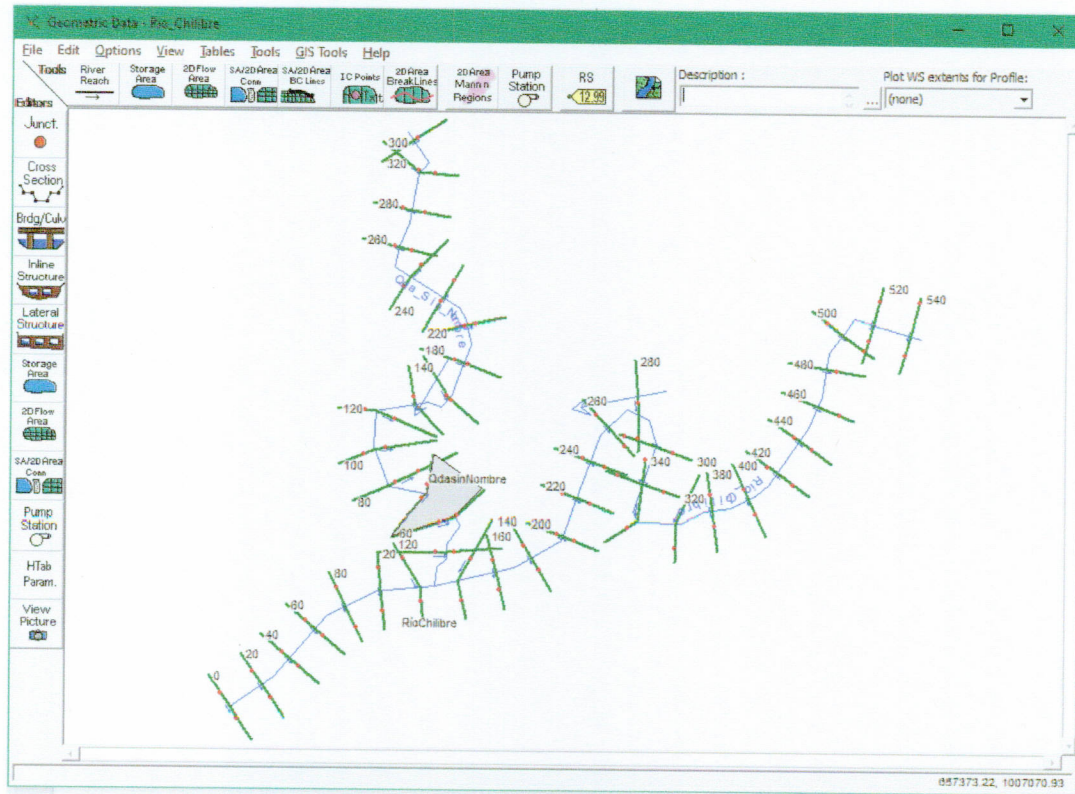 Geometric Data - Rio_Chilibre
File Edit Options View Tables Tools GIS Tools Help
Tools
River Reach
Storage Area
2D Flow Area
SA/2D Area Conn
SA/2D Area BC Lines
IC Points
2D Area BreakLines
2D Area Mann n Regions
Pump Station
RS
12.99
Description :
...
Plot WS extents for Profile:
(none)
Editors
Junct.
Cross Section
Brdg/Culv
Inline Structure
Lateral Structure
Storage Area
2D Flow Area
SA/2D Area Conn
Pump Station
HTab Param.
View Picture
300
320
280
260
240
220
180
140
120
100
80
60
QdasinNombre
280
260
240
220
200
340
300
320
380
400
420
440
460
480
500
520
540
Rio_Chilibre
140
160
120
20
80
60
40
20
0
RioChilibre
667373.22, 1007070.93